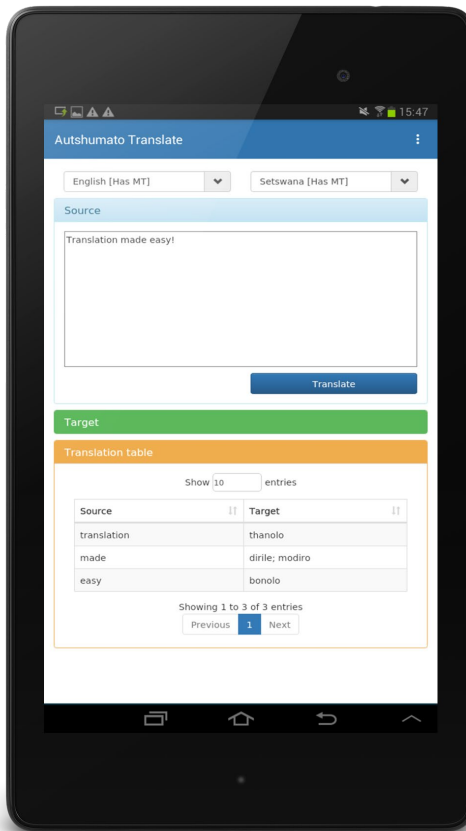 15:47
Autshumato Translate
English [Has MT] Setswana [Has MT]
Source
Translation made easy!
Translate
Target
Translation table
Show 10 entries
Source Target
translation thanolo
made dirile; modiro
easy bonolo
Showing 1 to 3 of 3 entries
Previous 1 Next